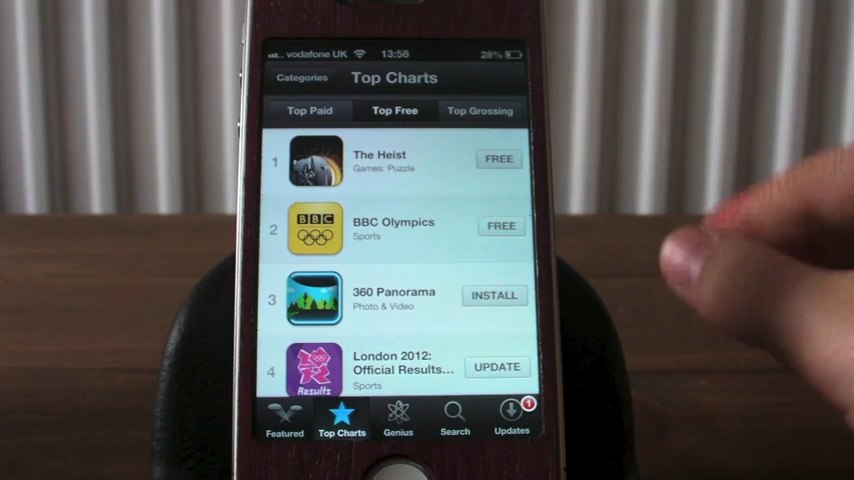 vodafone UK 13:58 28%
Categories Top Charts
Top Paid Top Free Top Grossing
1 The Heist FREE
Games: Puzzle
BBC
2 BBC Olympics FREE
Sports
3 360 Panorama INSTALL
Photo & Video
London 2012:
4 Official Results... UPDATE
Sports
Results
1
Featured Top Charts Genius Search Updates